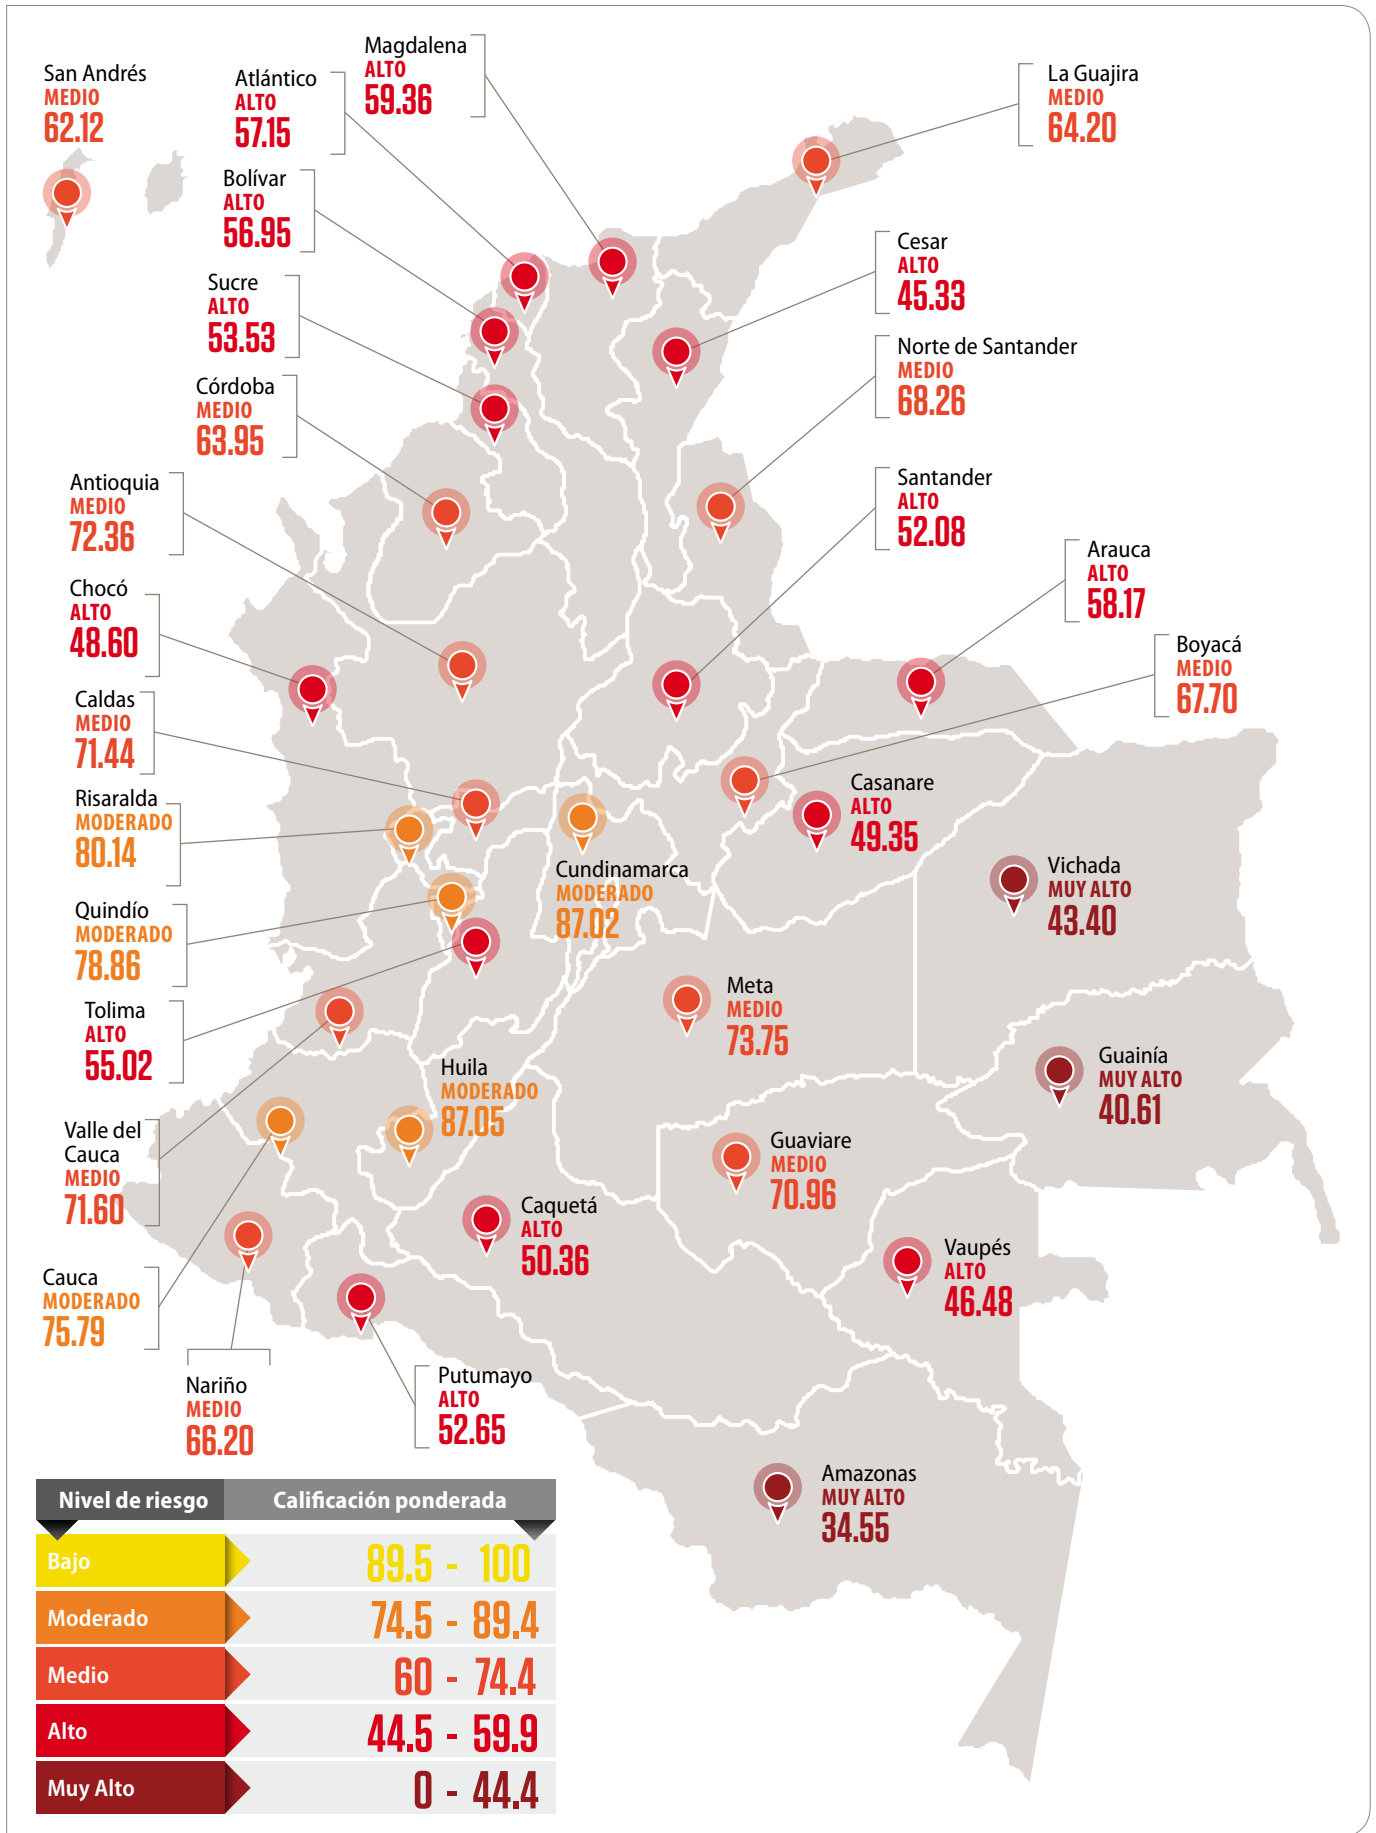 San Andrés
MEDIO
62.12
Atlántico
ALTO
57.15
Magdalena
ALTO
59.36
La Guajira
MEDIO
64.20
Bolívar
ALTO
56.95
Cesar
ALTO
45.33
Sucre
ALTO
53.53
Norte de Santander
MEDIO
68.26
Córdoba
MEDIO
63.95
Antioquia
MEDIO
72.36
Santander
ALTO
52.08
Arauca
ALTO
58.17
Chocó
ALTO
48.60
Boyacá
MEDIO
67.70
Caldas
MEDIO
71.44
Casanare
ALTO
49.35
Risaralda
MODERADO
80.14
Cundinamarca
MODERADO
87.02
Vichada
MUY ALTO
43.40
Quindío
MODERADO
78.86
Meta
MEDIO
73.75
Tolima
ALTO
55.02
Huila
MODERADO
87.05
Guainía
MUY ALTO
40.61
Valle del
Cauca
MEDIO
71.60
Guaviare
MEDIO
70.96
Caquetá
ALTO
50.36
Vaupés
ALTO
46.48
Cauca
MODERADO
75.79
Nariño
MEDIO
66.20
Putumayo
ALTO
52.65
Amazonas
MUY ALTO
34.55
Nivel de riesgo Calificación ponderada
Bajo 89.5 - 100
Moderado 74.5 - 89.4
Medio 60 - 74.4
Alto 44.5 - 59.9
Muy Alto 0 - 44.4